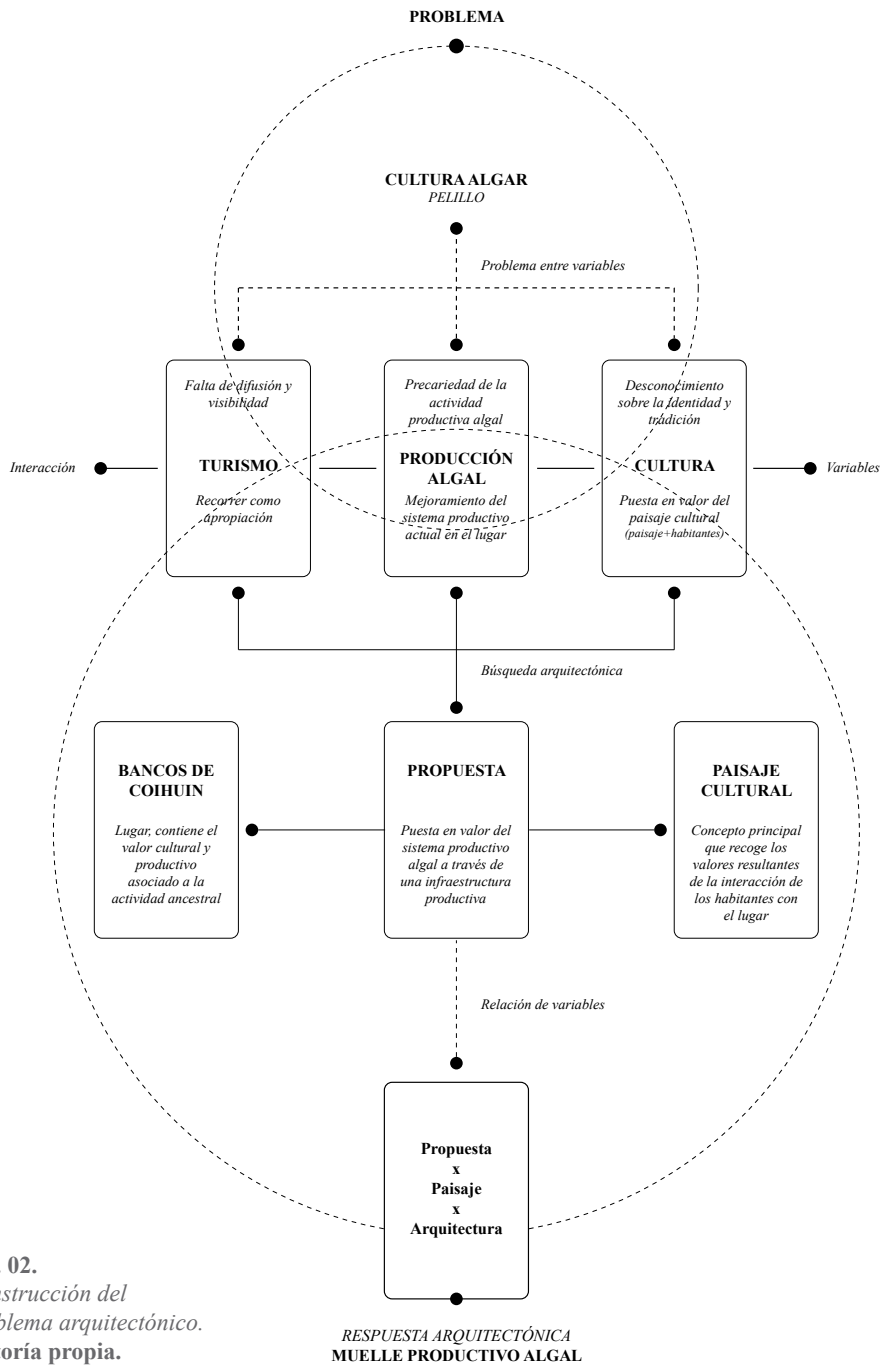 PROBLEMA
CULTURA ALGAR
PELILLO
Problema entre variables
Falta de difusión y
visibilidad
TURISMO
Recorrer como
apropiación
Precariedad de la
actividad
productiva algal
PRODUCCIÓN
ALGAL
Mejoramiento del
sistema productivo
actual en el lugar
Desconocimiento
sobre la identidad y
tradición
CULTURA
Puesta en valor del
paisaje cultural
(paisaje+habitantes)
Interacción
Variables
Búsqueda arquitectónica
BANCOS DE
COIHUIN
Lugar, contiene el
valor cultural y
productivo
asociado a la
actividad ancestral
PROPUESTA
Puesta en valor del
sistema productivo
algal a través de
una infraestructura
productiva
PAISAJE
CULTURAL
Concepto principal
que recoge los
valores resultantes
de la interacción de
los habitantes con
el lugar
Relación de variables
Propuesta
x
Paisaje
x
Arquitectura
02.
nstrucción del
blema arquitectónico.
toría propia.
RESPUESTA ARQUITECTÓNICA
MUELLE PRODUCTIVO ALGAL